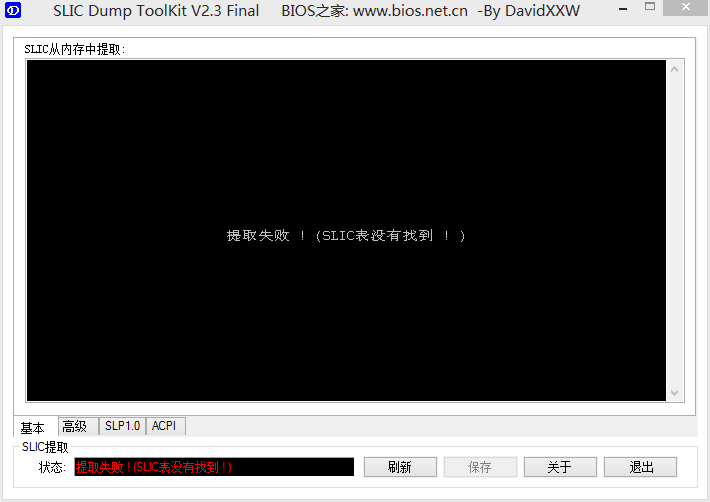 SLIC Dump ToolKit V2.3 Final BIOS之家: www.bios.net.cn -By DavidXXW
SLIC从内存中提取:
提取失败 ! (SLIC表没有找到 ! )
基本 高级 SLP1.0 ACPI
SLIC提取
状态: 提取失败 ! (SLIC表没有找到 ! ) 刷新 保存 关于 退出